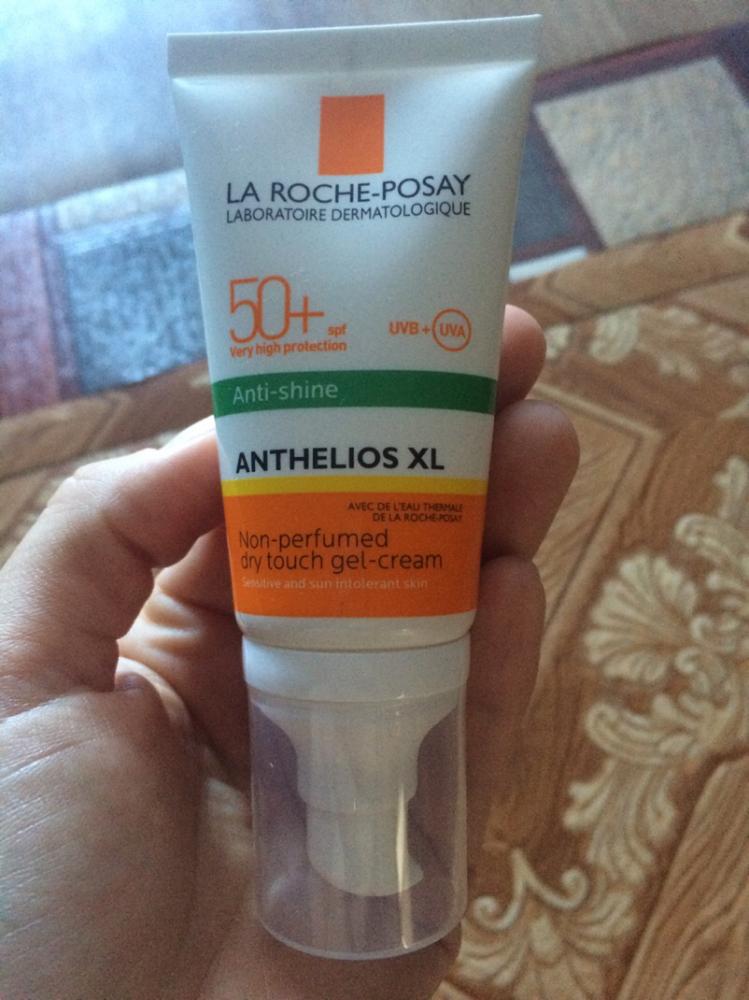 LA ROCHE-POSAY
LABORATOIRE DERMATOLOGIQUE
50+ spf
Very high protection
UVB + UVA
Anti-shine
ANTHELIOS XL
AVEC DE L'EAU THERMALE
DE LA ROCHE-POSAY
Non-perfumed
dry touch gel-cream
Sensitive and sun intolerant skin